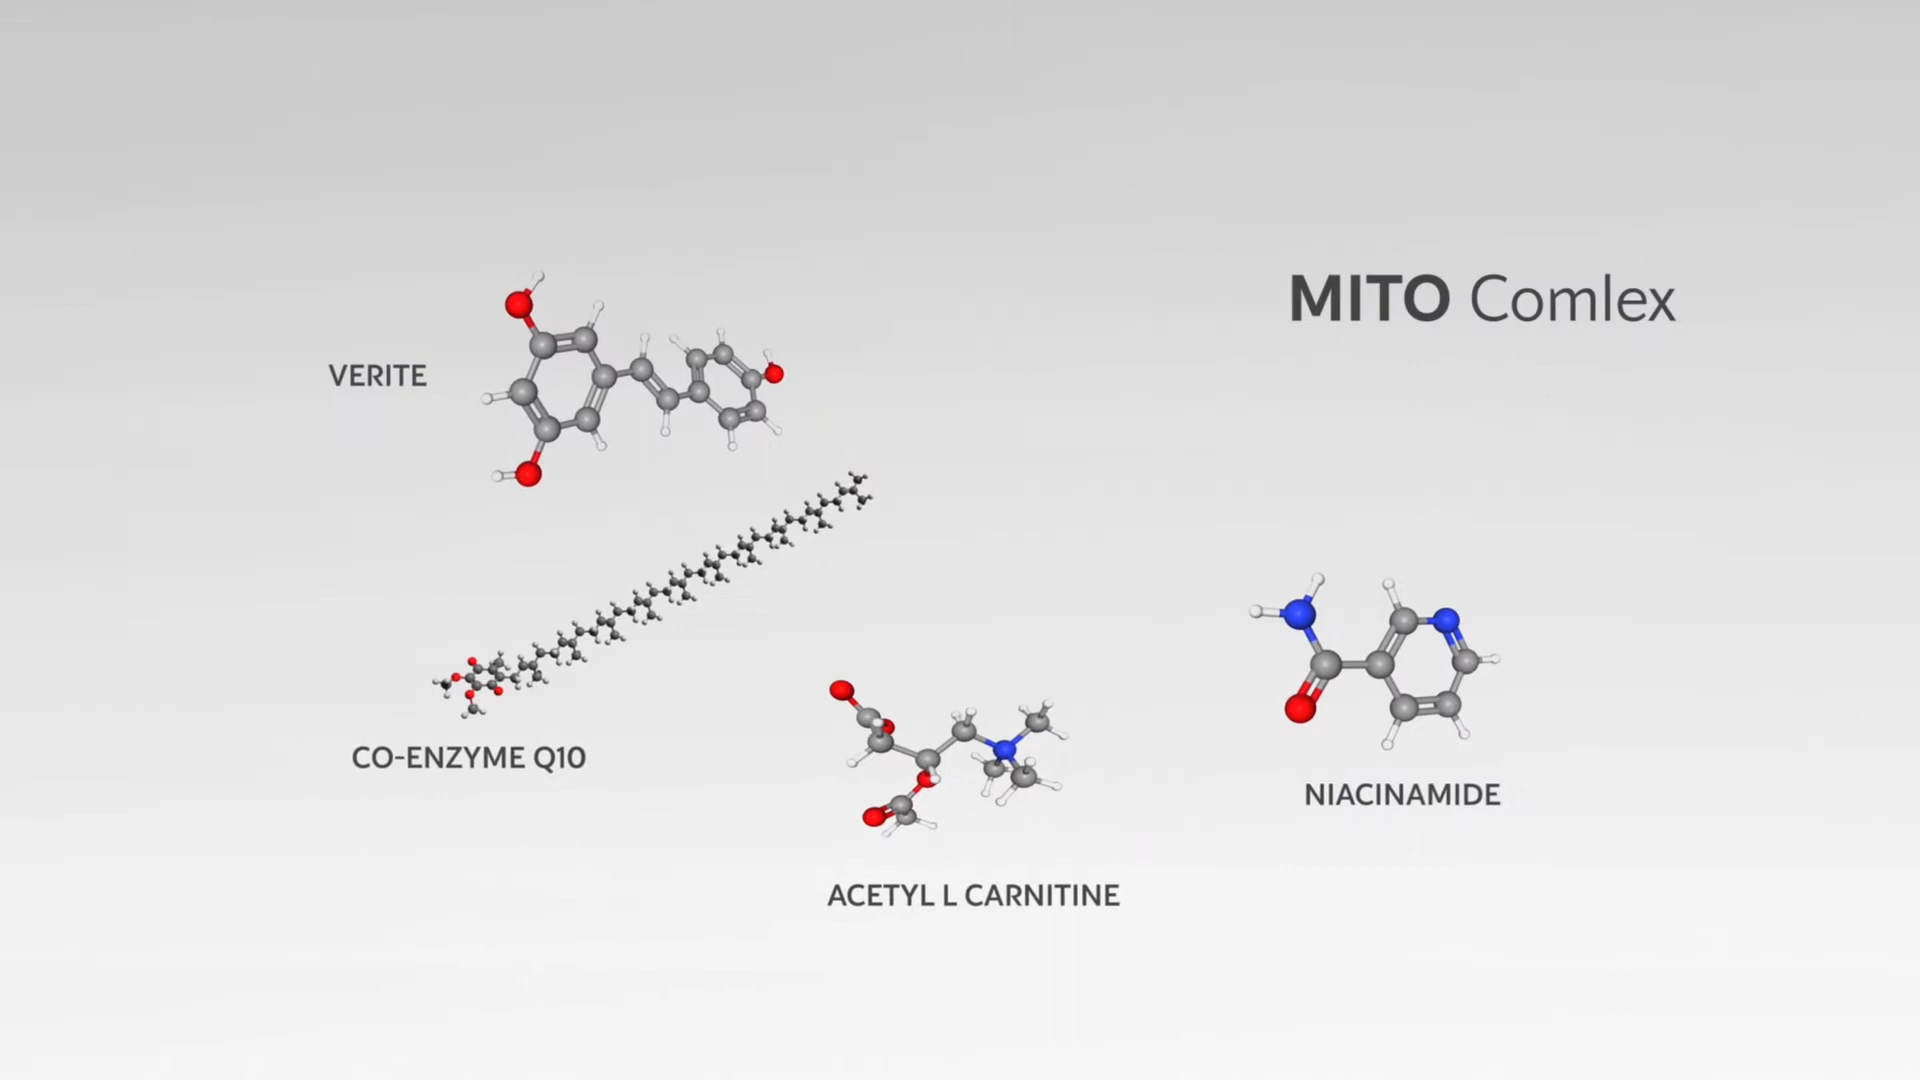 MITO Comlex
VERITE
CO-ENZYME Q10
NIACINAMIDE
ACETYL L CARNITINE